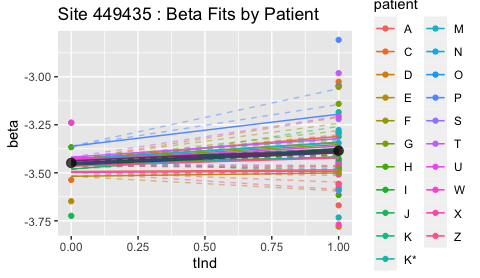 Site 449435 : Beta Fits by Patient
patient
A
C
D
E
F
G
H
I
J
K
K*
M
N
O
P
S
T
U
W
X
Z
beta
-3.00
-3.25
-3.50
-3.75
0.00 0.25 0.50 0.75 1.00
tInd